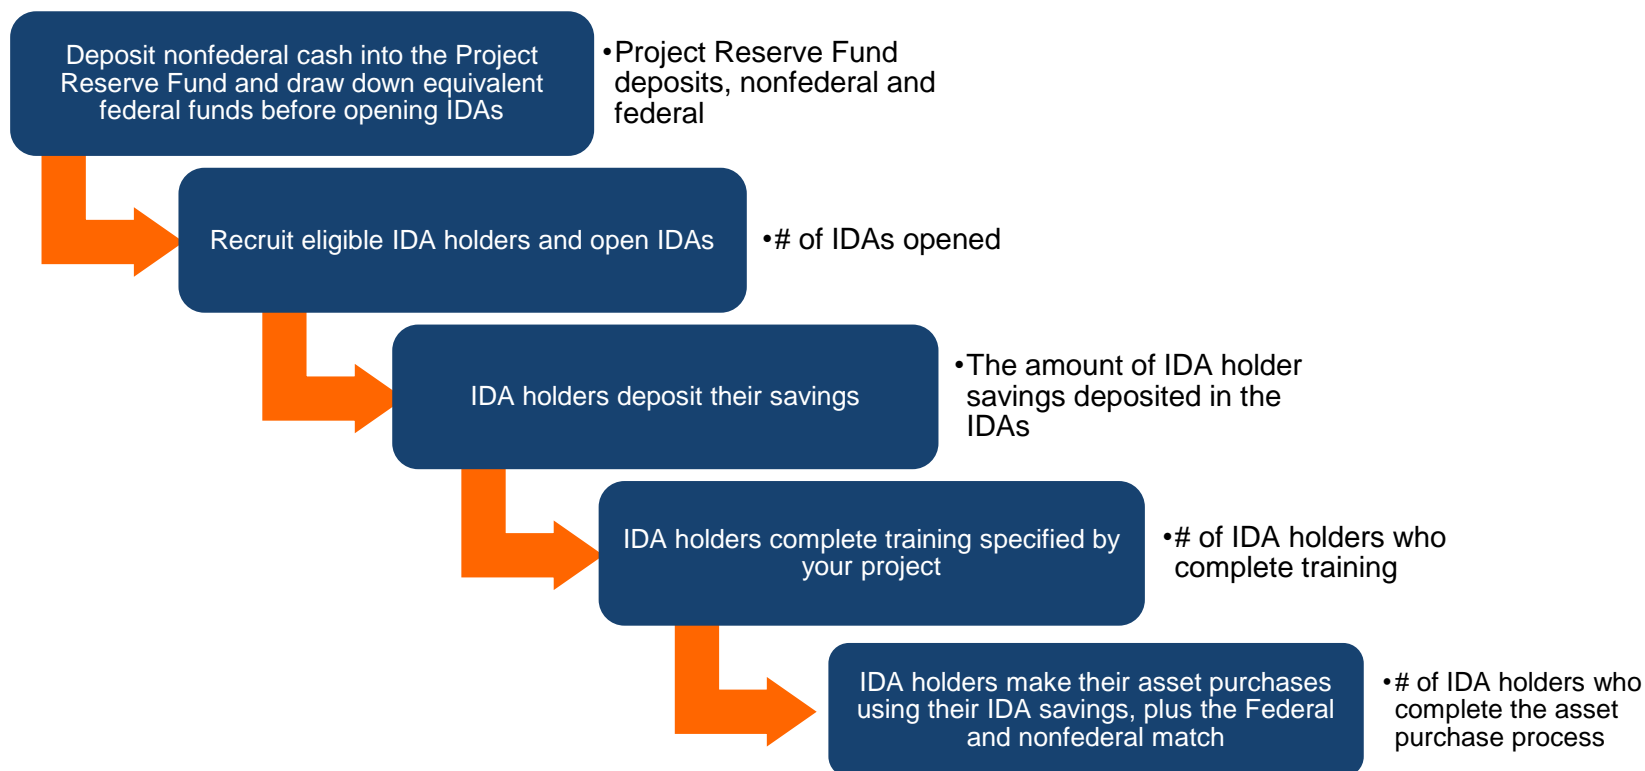 Deposit nonfederal cash into the Project
Reserve Fund and draw down equivalent
federal funds before opening IDAs
•Project Reserve Fund
deposits, nonfederal and
federal
Recruit eligible IDA holders and open IDAs
•# of IDAs opened
IDA holders deposit their savings
•The amount of IDA holder
savings deposited in the
IDAs
IDA holders complete training specified by
your project
•# of IDA holders who
complete training
IDA holders make their asset purchases
using their IDA savings, plus the Federal
and nonfederal match
•# of IDA holders who
complete the asset
purchase process